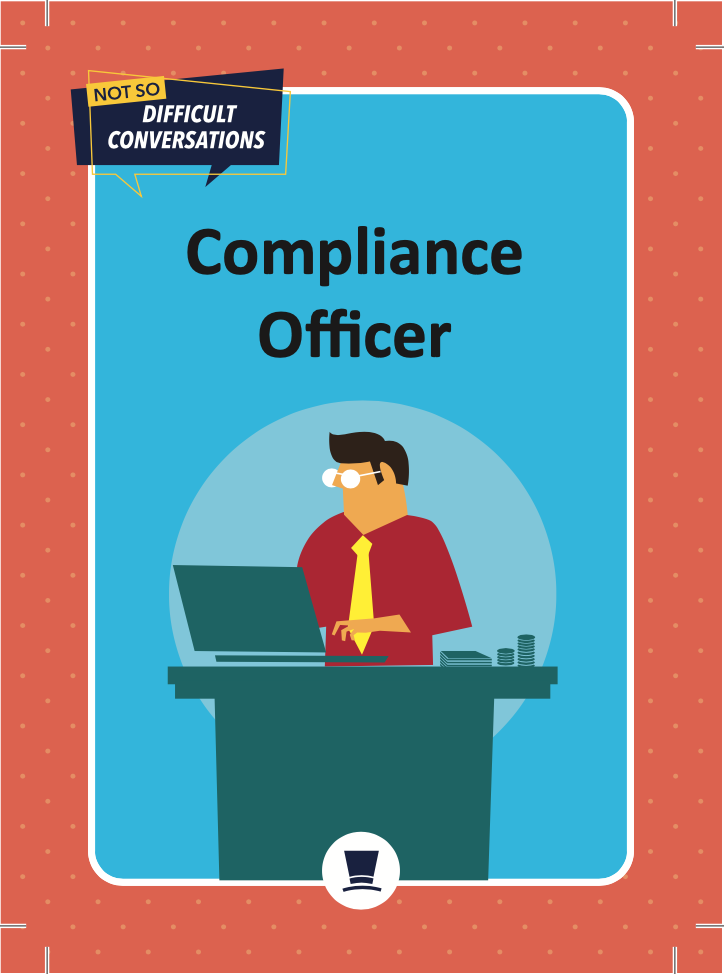 NOT SO
DIFFICULT
CONVERSATIONS
Compliance
Officer